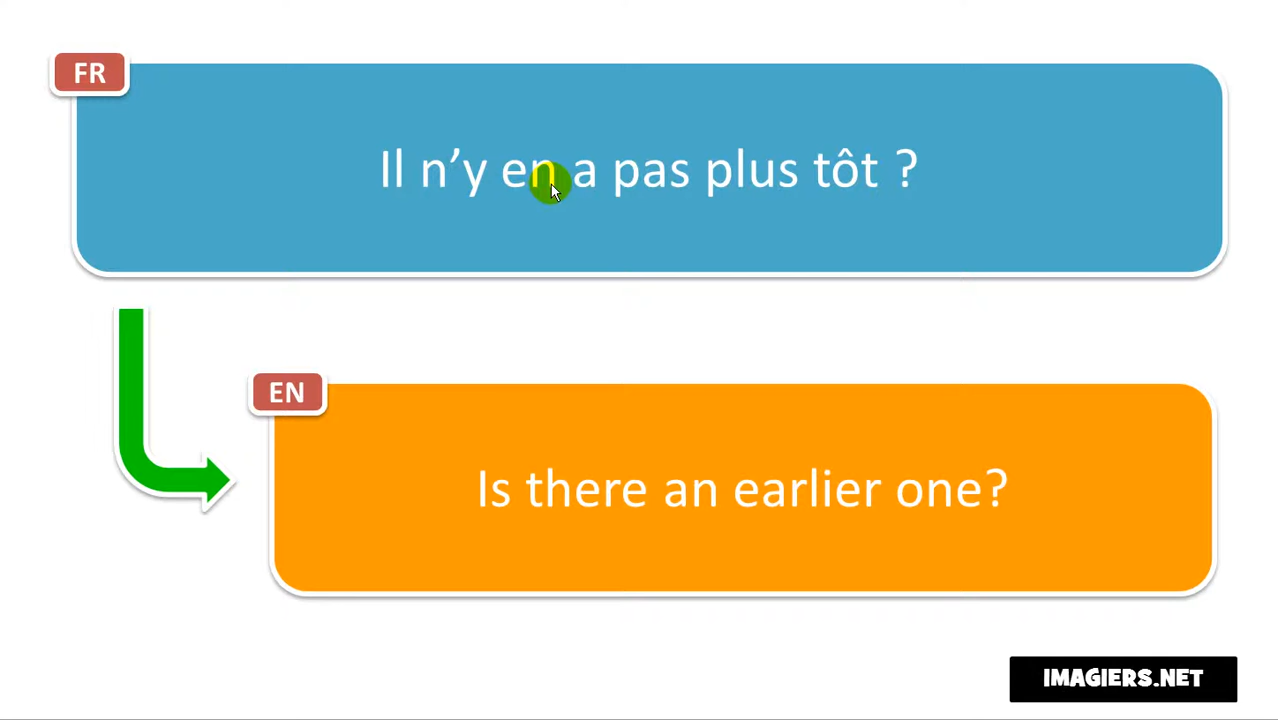 FR
Il n’y en a pas plus tôt ?
EN
Is there an earlier one?
IMAGIERS.NET